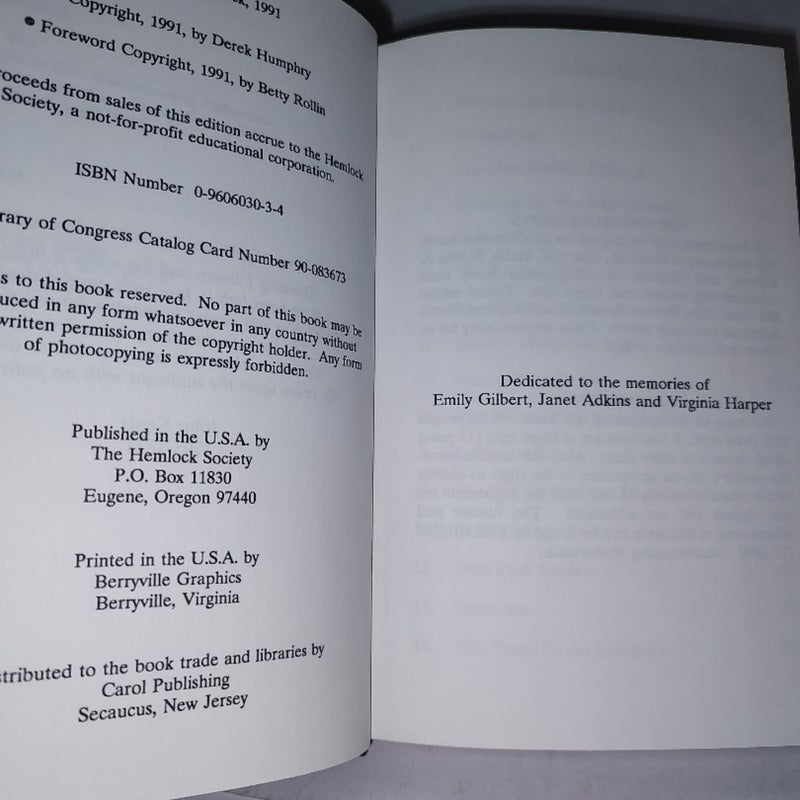 , 1991
opyright, 1991, by Derek Humphry
● Foreword Copyright, 1991, by Betty Rollin
roceeds from sales of this edition accrue to the Hemlock
Society, a not-for-profit educational corporation.
ISBN Number 0-9606030-3-4
rary of Congress Catalog Card Number 90-083673
s to this book reserved. No part of this book may be
uced in any form whatsoever in any country without
written permission of the copyright holder. Any form
of photocopying is expressly forbidden.
Published in the U.S.A. by
The Hemlock Society
P.O. Box 11830
Eugene, Oregon 97440
Printed in the U.S.A. by
Berryville Graphics
Berryville, Virginia
stributed to the book trade and libraries by
Carol Publishing
Secaucus, New Jersey
Dedicated to the memories of
Emily Gilbert, Janet Adkins and Virginia Harper